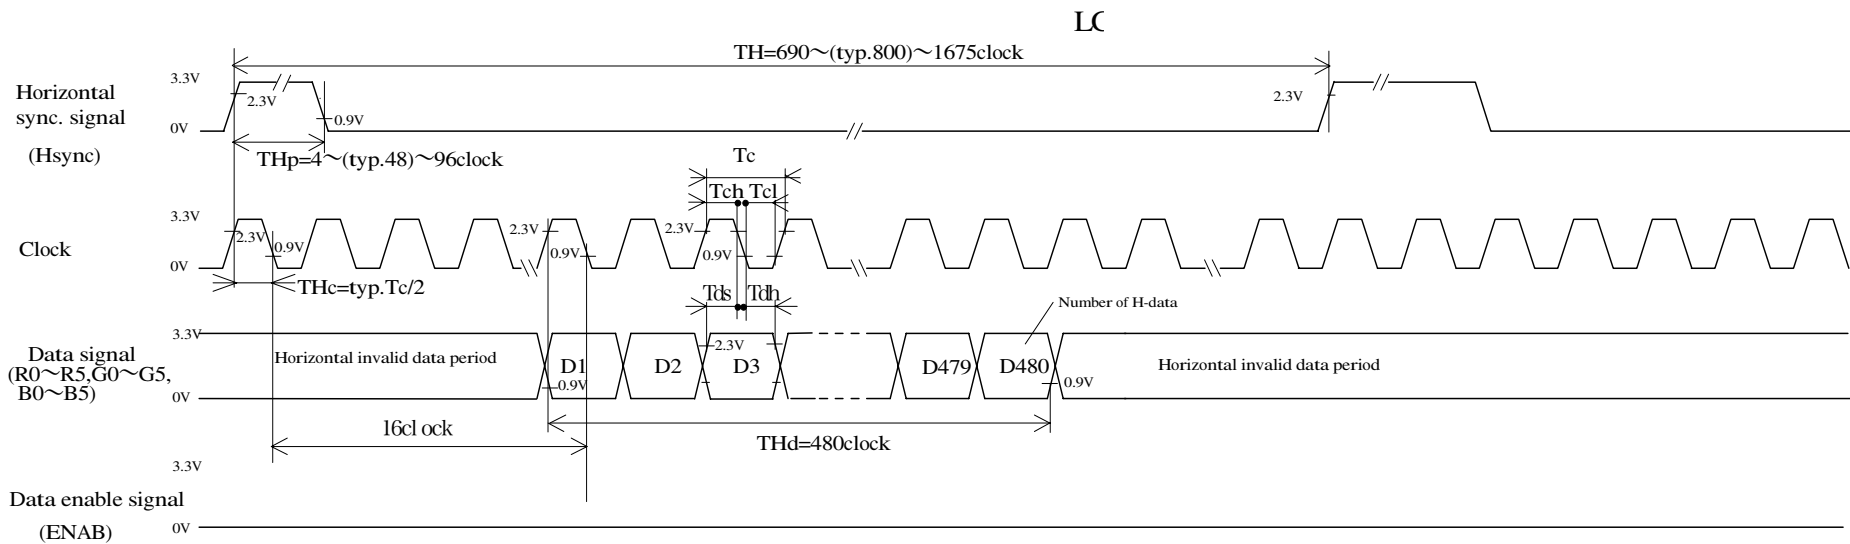 LC
TH=690～(typ.800)～1675clock
Horizontal
sync. signal
(Hsync)
3.3V
0V
2.3V
0.9V
2.3V
THp=4～(typ.48)～96clock
Tc
Tch Tcl
Clock
3.3V
0V
2.3V
0.9V
2.3V
0.9V
2.3V
0.9V
THc=typ.Tc/2
Tds Tdh
Number of H-data
Data signal
(R0～R5,G0～G5,
B0～B5)
3.3V
0V
Horizontal invalid data period
D1
0.9V
D2
2.3V
D3
D479
D480
0.9V
Horizontal invalid data period
16clock
THd=480clock
3.3V
Data enable signal
(ENAB)
0V